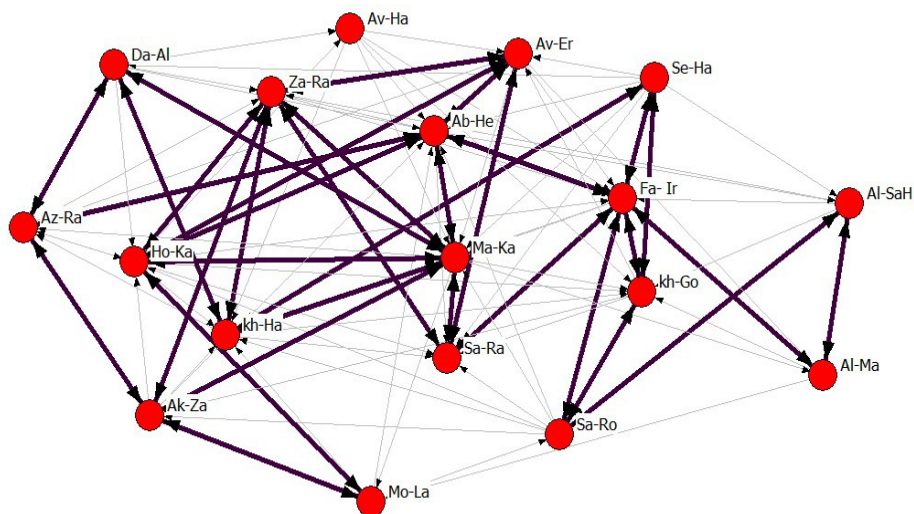 Av-Ha
Av-Er
Da-Al
Se-Ha
Za-Ra
Ab-He
Fa- Ir
Al-SaH
Az-Ra
Ho-Ka
Ma-Ka
kh-Go
kh-Ha
Sa-Ra
Al-Ma
Ak-Za
Sa-Ro
Mo-La